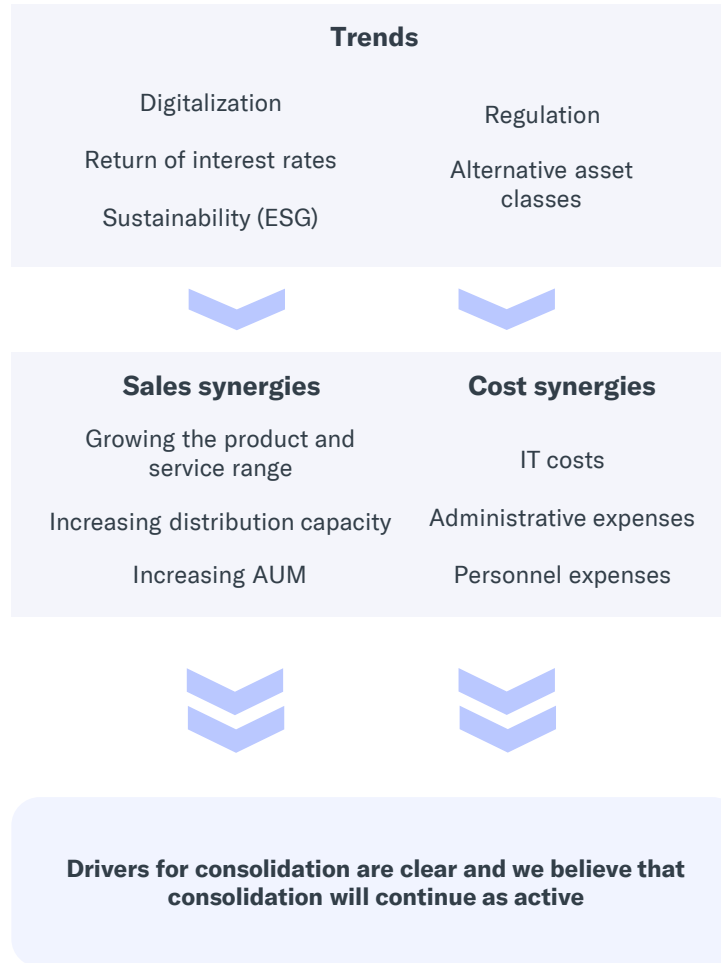 Trends
Digitalization
Return of interest rates
Sustainability (ESG)
Regulation
Alternative asset
classes
Sales synergies
Growing the product and
service range
Increasing distribution capacity
Increasing AUM
Cost synergies
IT costs
Administrative expenses
Personnel expenses
Drivers for consolidation are clear and we believe that
consolidation will continue as active